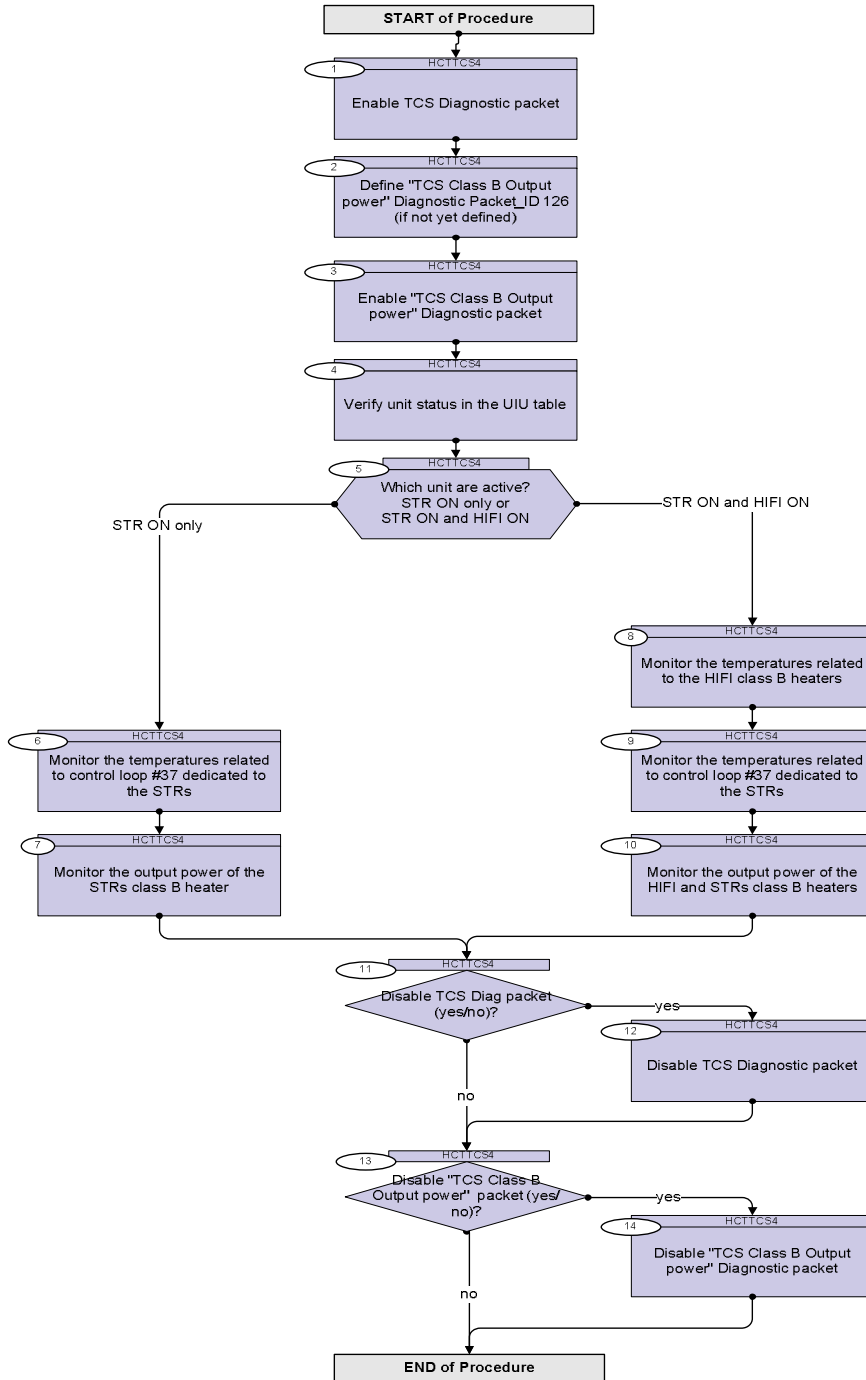 START of Procedure
HCTTCS4
1
Enable TCS Diagnostic packet
HCTTCS4
2
Define "TCS Class B Output
power" Diagnostic Packet_ID 126
(if not yet defined)
HCTTCS4
3
Enable "TCS Class B Output
power" Diagnostic packet
HCTTCS4
4
Verify unit status in the UIU table
HCTTCS4
5
Which unit are active?
STR ON only or
STR ON and HIFI ON
STR ON only
STR ON and HIFI ON
HCTTCS4
8
Monitor the temperatures related
to the HIFI class B heaters
HCTTCS4
6
Monitor the temperatures related
to control loop #37 dedicated to
the STRs
HCTTCS4
9
Monitor the temperatures related
to control loop #37 dedicated to
the STRs
HCTTCS4
7
Monitor the output power of the
STRs class B heater
HCTTCS4
10
Monitor the output power of the
HIFI and STRs class B heaters
HCTTCS4
11
Disable TCS Diag packet
(yes/no)?
yes
HCTTCS4
12
Disable TCS Diagnostic packet
no
HCTTCS4
13
Disable "TCS Class B
Output power" packet (yes/
no)?
yes
HCTTCS4
14
Disable "TCS Class B Output
power" Diagnostic packet
no
END of Procedure